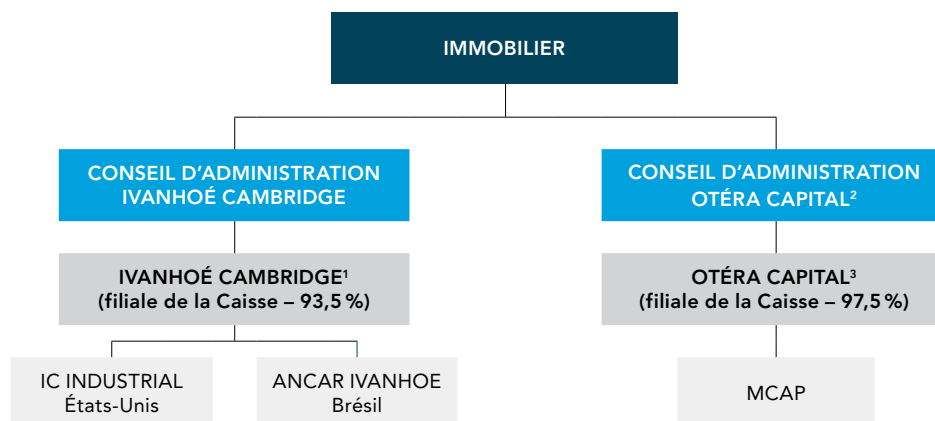 IMMOBILIER
CONSEIL D'ADMINISTRATION
IVANHOÉ CAMBRIDGE
CONSEIL D'ADMINISTRATION
OTÉRA CAPITAL²
IVANHOÉ CAMBRIDGE¹
(filiale de la Caisse – 93,5 %)
OTÉRA CAPITAL³
(filiale de la Caisse – 97,5 %)
IC INDUSTRIAL
États-Unis
ANCAR IVANHOE
Brésil
MCAP